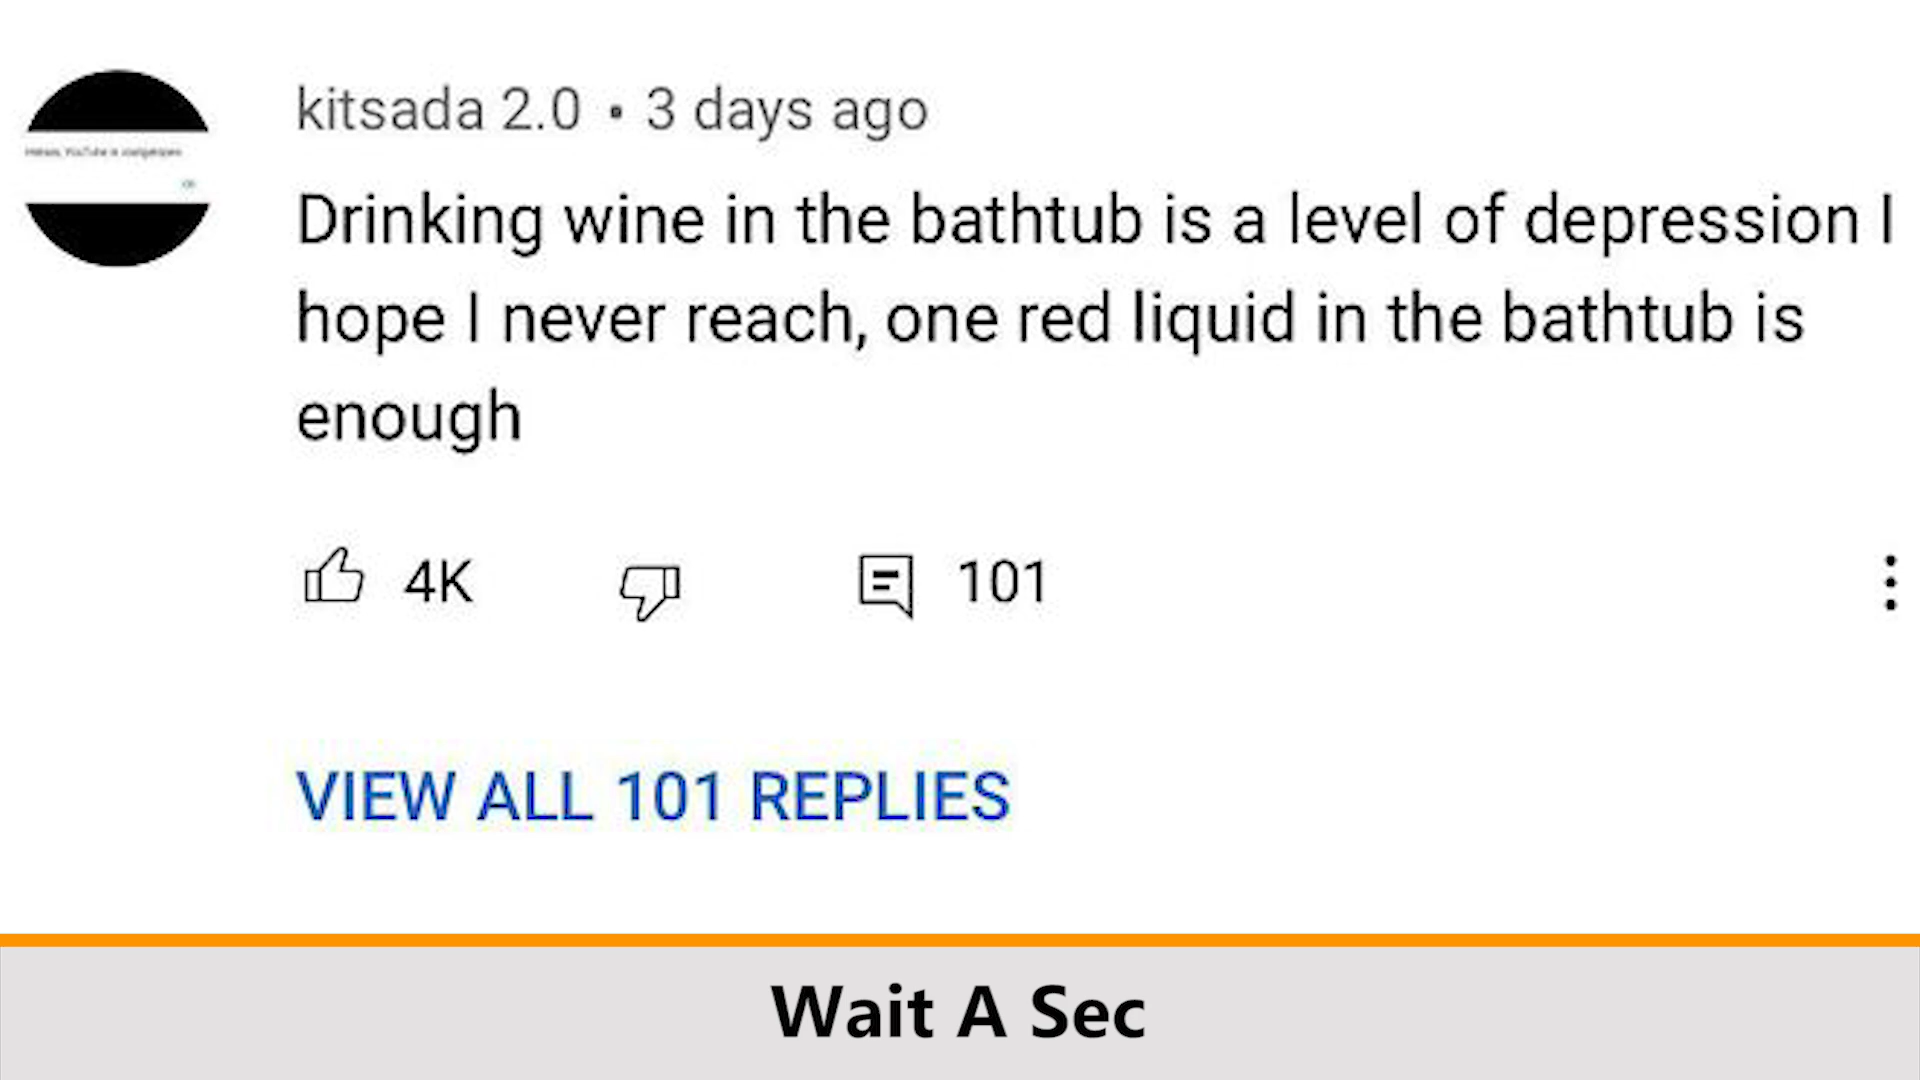 kitsada 2.0 • 3 days ago
Drinking wine in the bathtub is a level of depression I
hope I never reach, one red liquid in the bathtub is
enough
4K 101
VIEW ALL 101 REPLIES
Wait A Sec